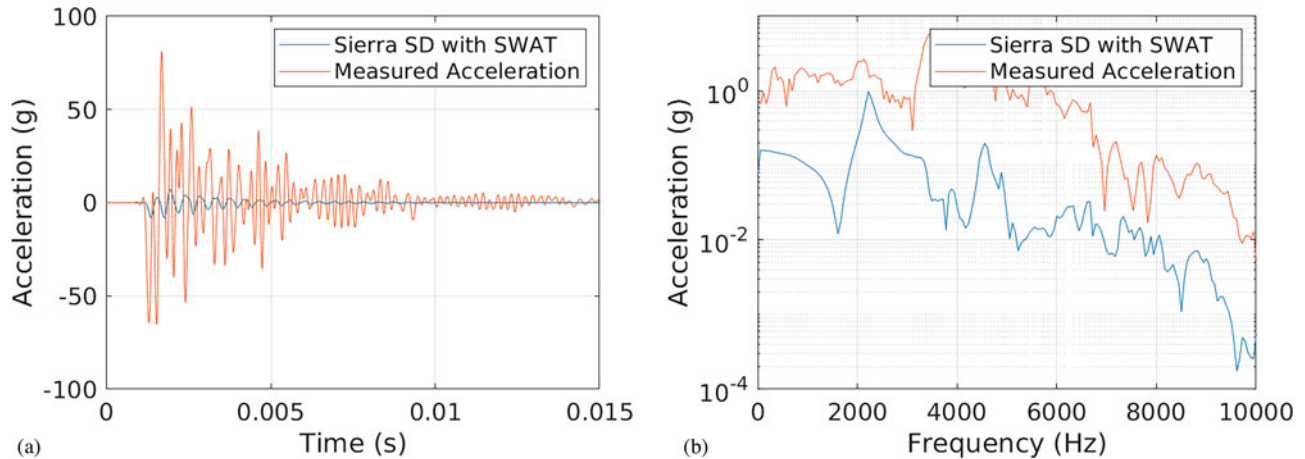 100
50
0
-50
-100
Acceleration (g)
Sierra SD with SWAT
Measured Acceleration
0
0.005
0.01
0.015
Time (s)
(a)
10^0
10^-2
10^-4
Acceleration (g)
Sierra SD with SWAT
Measured Acceleration
0
2000
4000
6000
8000
10000
Frequency (Hz)
(b)